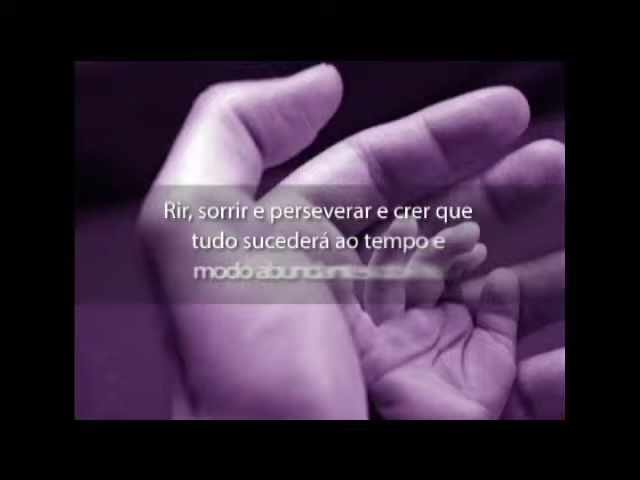 Rir, sorrir e perseverar e crer que
tudo sucederá ao tempo e
modo